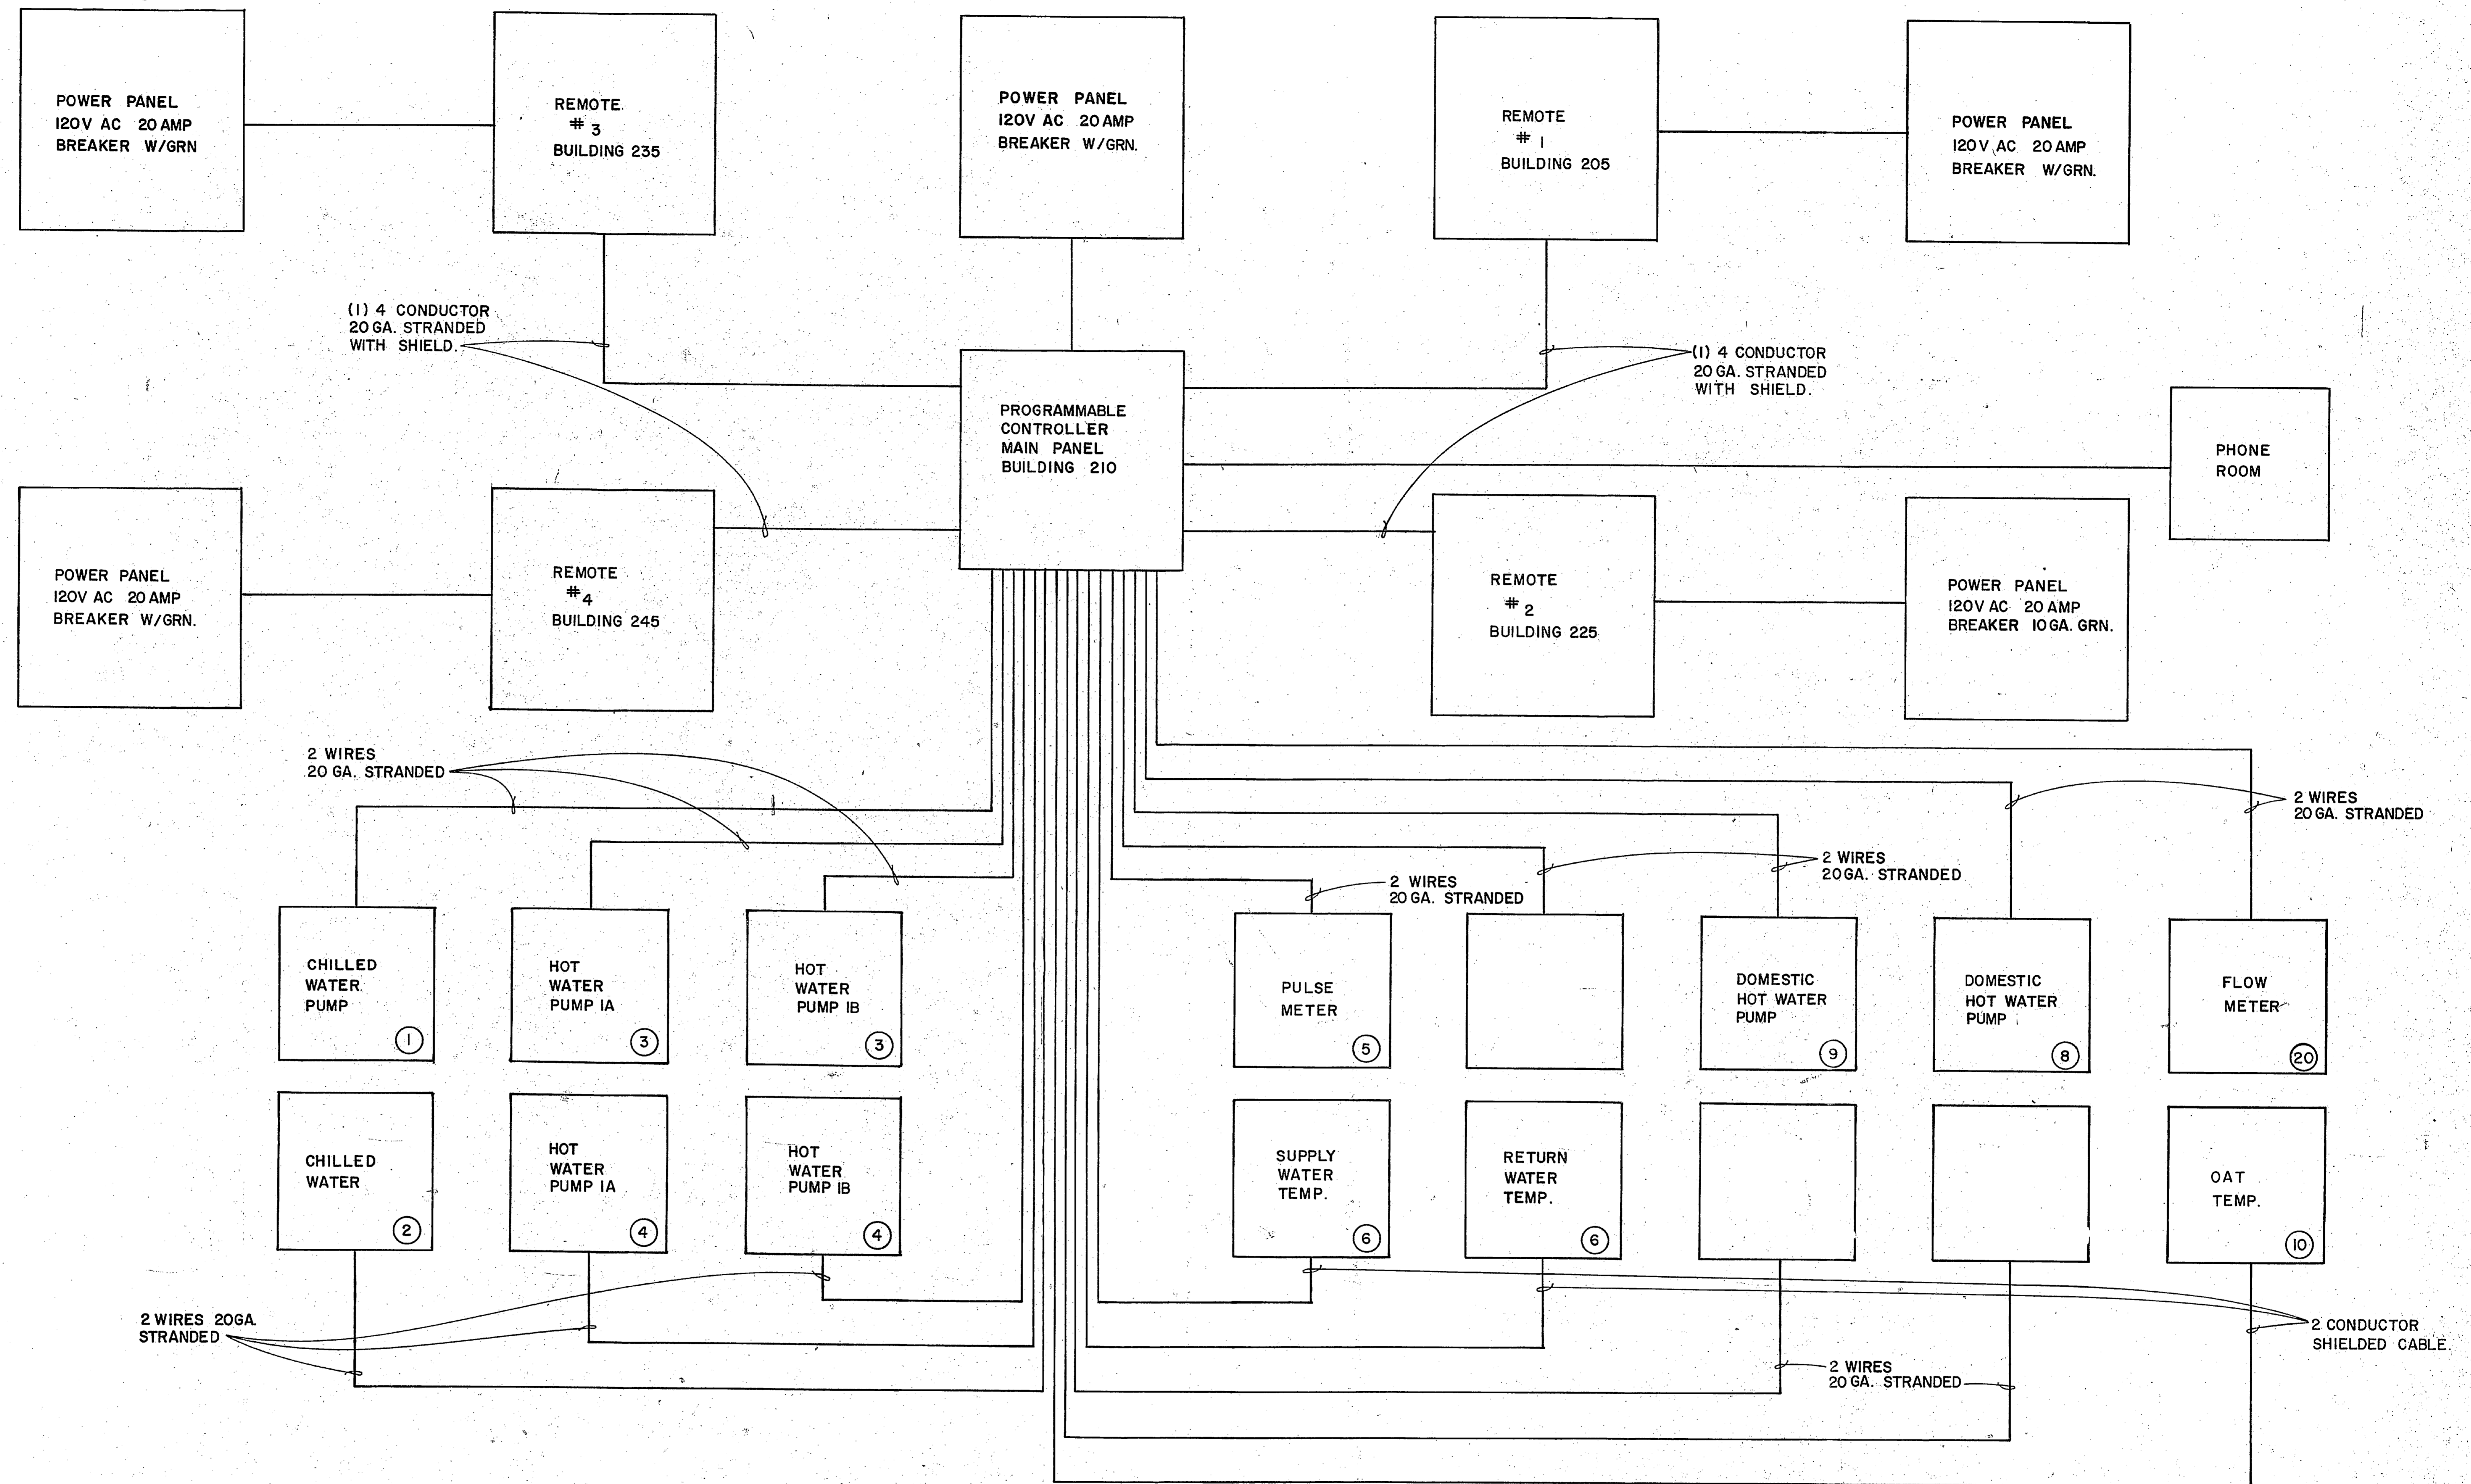 POWER PANEL
120V AC 20 AMP
BREAKER W/GRN
REMOTE
# 3
BUILDING 235
POWER PANEL
120V AC 20 AMP
BREAKER W/GRN.
REMOTE
# 1
BUILDING 205
POWER PANEL
120V AC 20 AMP
BREAKER W/GRN.
(1) 4 CONDUCTOR
20 GA. STRANDED
WITH SHIELD.
(1) 4 CONDUCTOR
20 GA. STRANDED
WITH SHIELD.
PROGRAMMABLE
CONTROLLER
MAIN PANEL
BUILDING 210
PHONE
ROOM
POWER PANEL
120V AC 20 AMP
BREAKER W/GRN.
REMOTE
# 4
BUILDING 245
REMOTE
# 2
BUILDING 225
POWER PANEL
120V AC 20 AMP
BREAKER 10 GA. GRN.
2 WIRES
20 GA. STRANDED
2 WIRES
20 GA. STRANDED
2 WIRES
20 GA. STRANDED
2 WIRES
20 GA. STRANDED
CHILLED
WATER
PUMP
1
HOT
WATER
PUMP 1A
3
HOT
WATER
PUMP 1B
3
PULSE
METER
5
DOMESTIC
HOT WATER
PUMP
9
DOMESTIC
HOT WATER
PUMP
8
FLOW
METER
20
CHILLED
WATER
2
HOT
WATER
PUMP 1A
4
HOT
WATER
PUMP 1B
4
SUPPLY
WATER
TEMP.
6
RETURN
WATER
TEMP.
6
OAT
TEMP.
10
2 WIRES 20GA.
STRANDED
2 CONDUCTOR
SHIELDED CABLE.
2 WIRES
20 GA. STRANDED